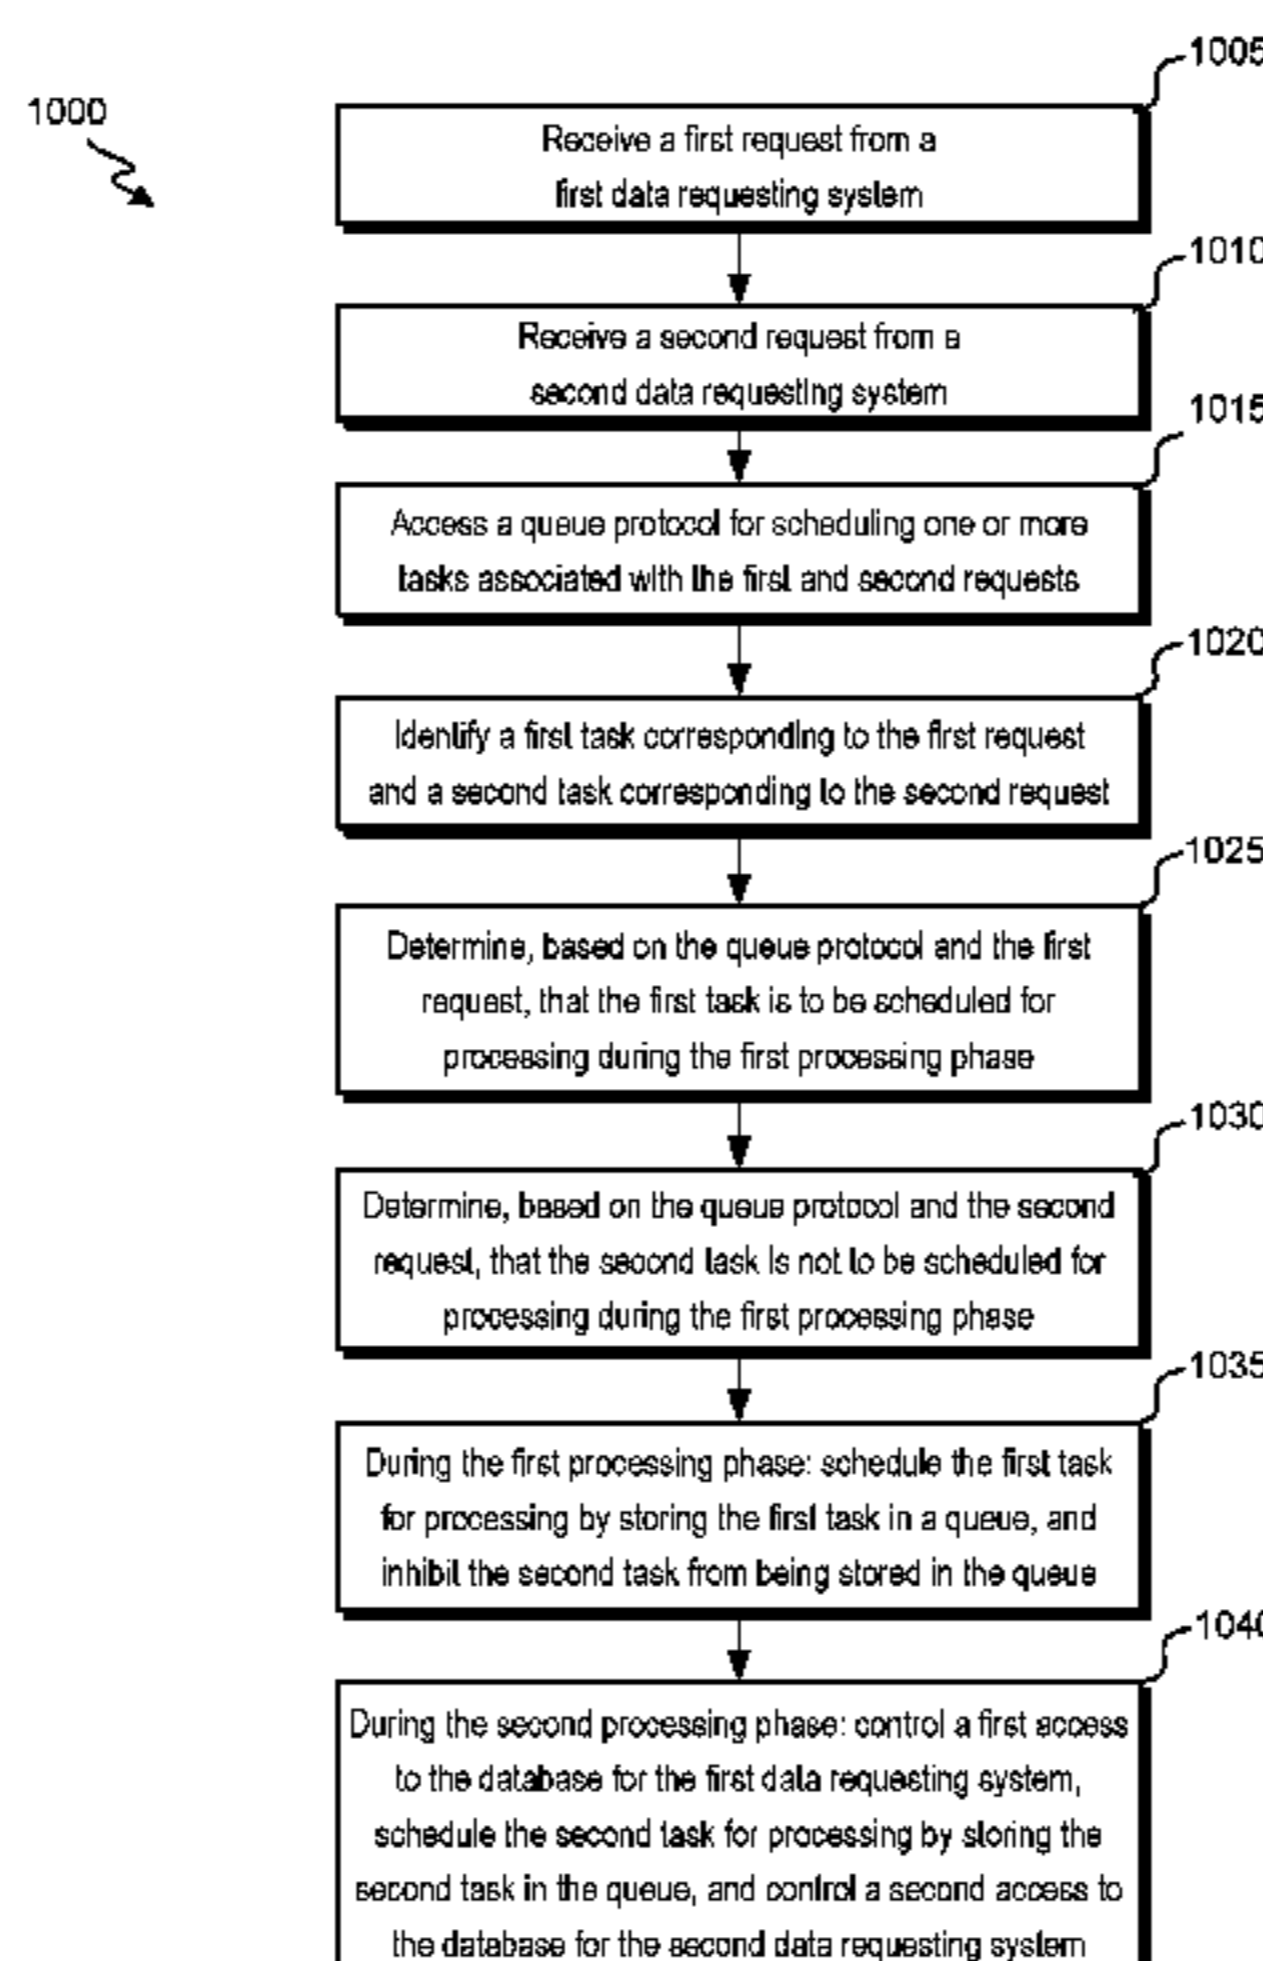 1005
1000
Receive a first request from a
first data requesting system
1010
Receive a second request from a
second data requesting system
1015
Access a queue protocol for scheduling one or more
tasks associated with the first and second requests
1020
Identify a first task corresponding to the first request
and a second task corresponding to the second request
1025
Determine, based on the queue protocol and the first
request, that the first task is to be scheduled for
processing during the first processing phase
1030
Determine, based on the queue protocol and the second
request, that the second task is not to be scheduled for
processing during the first processing phase
1035
During the first processing phase: schedule the first task
for processing by storing the first task in a queue, and
inhibit the second task from being stored in the queue
1040
During the second processing phase: control a first access
to the database for the first data requesting system,
schedule the second task for processing by storing the
second task in the queue, and control a second access to
the database for the second data requesting system